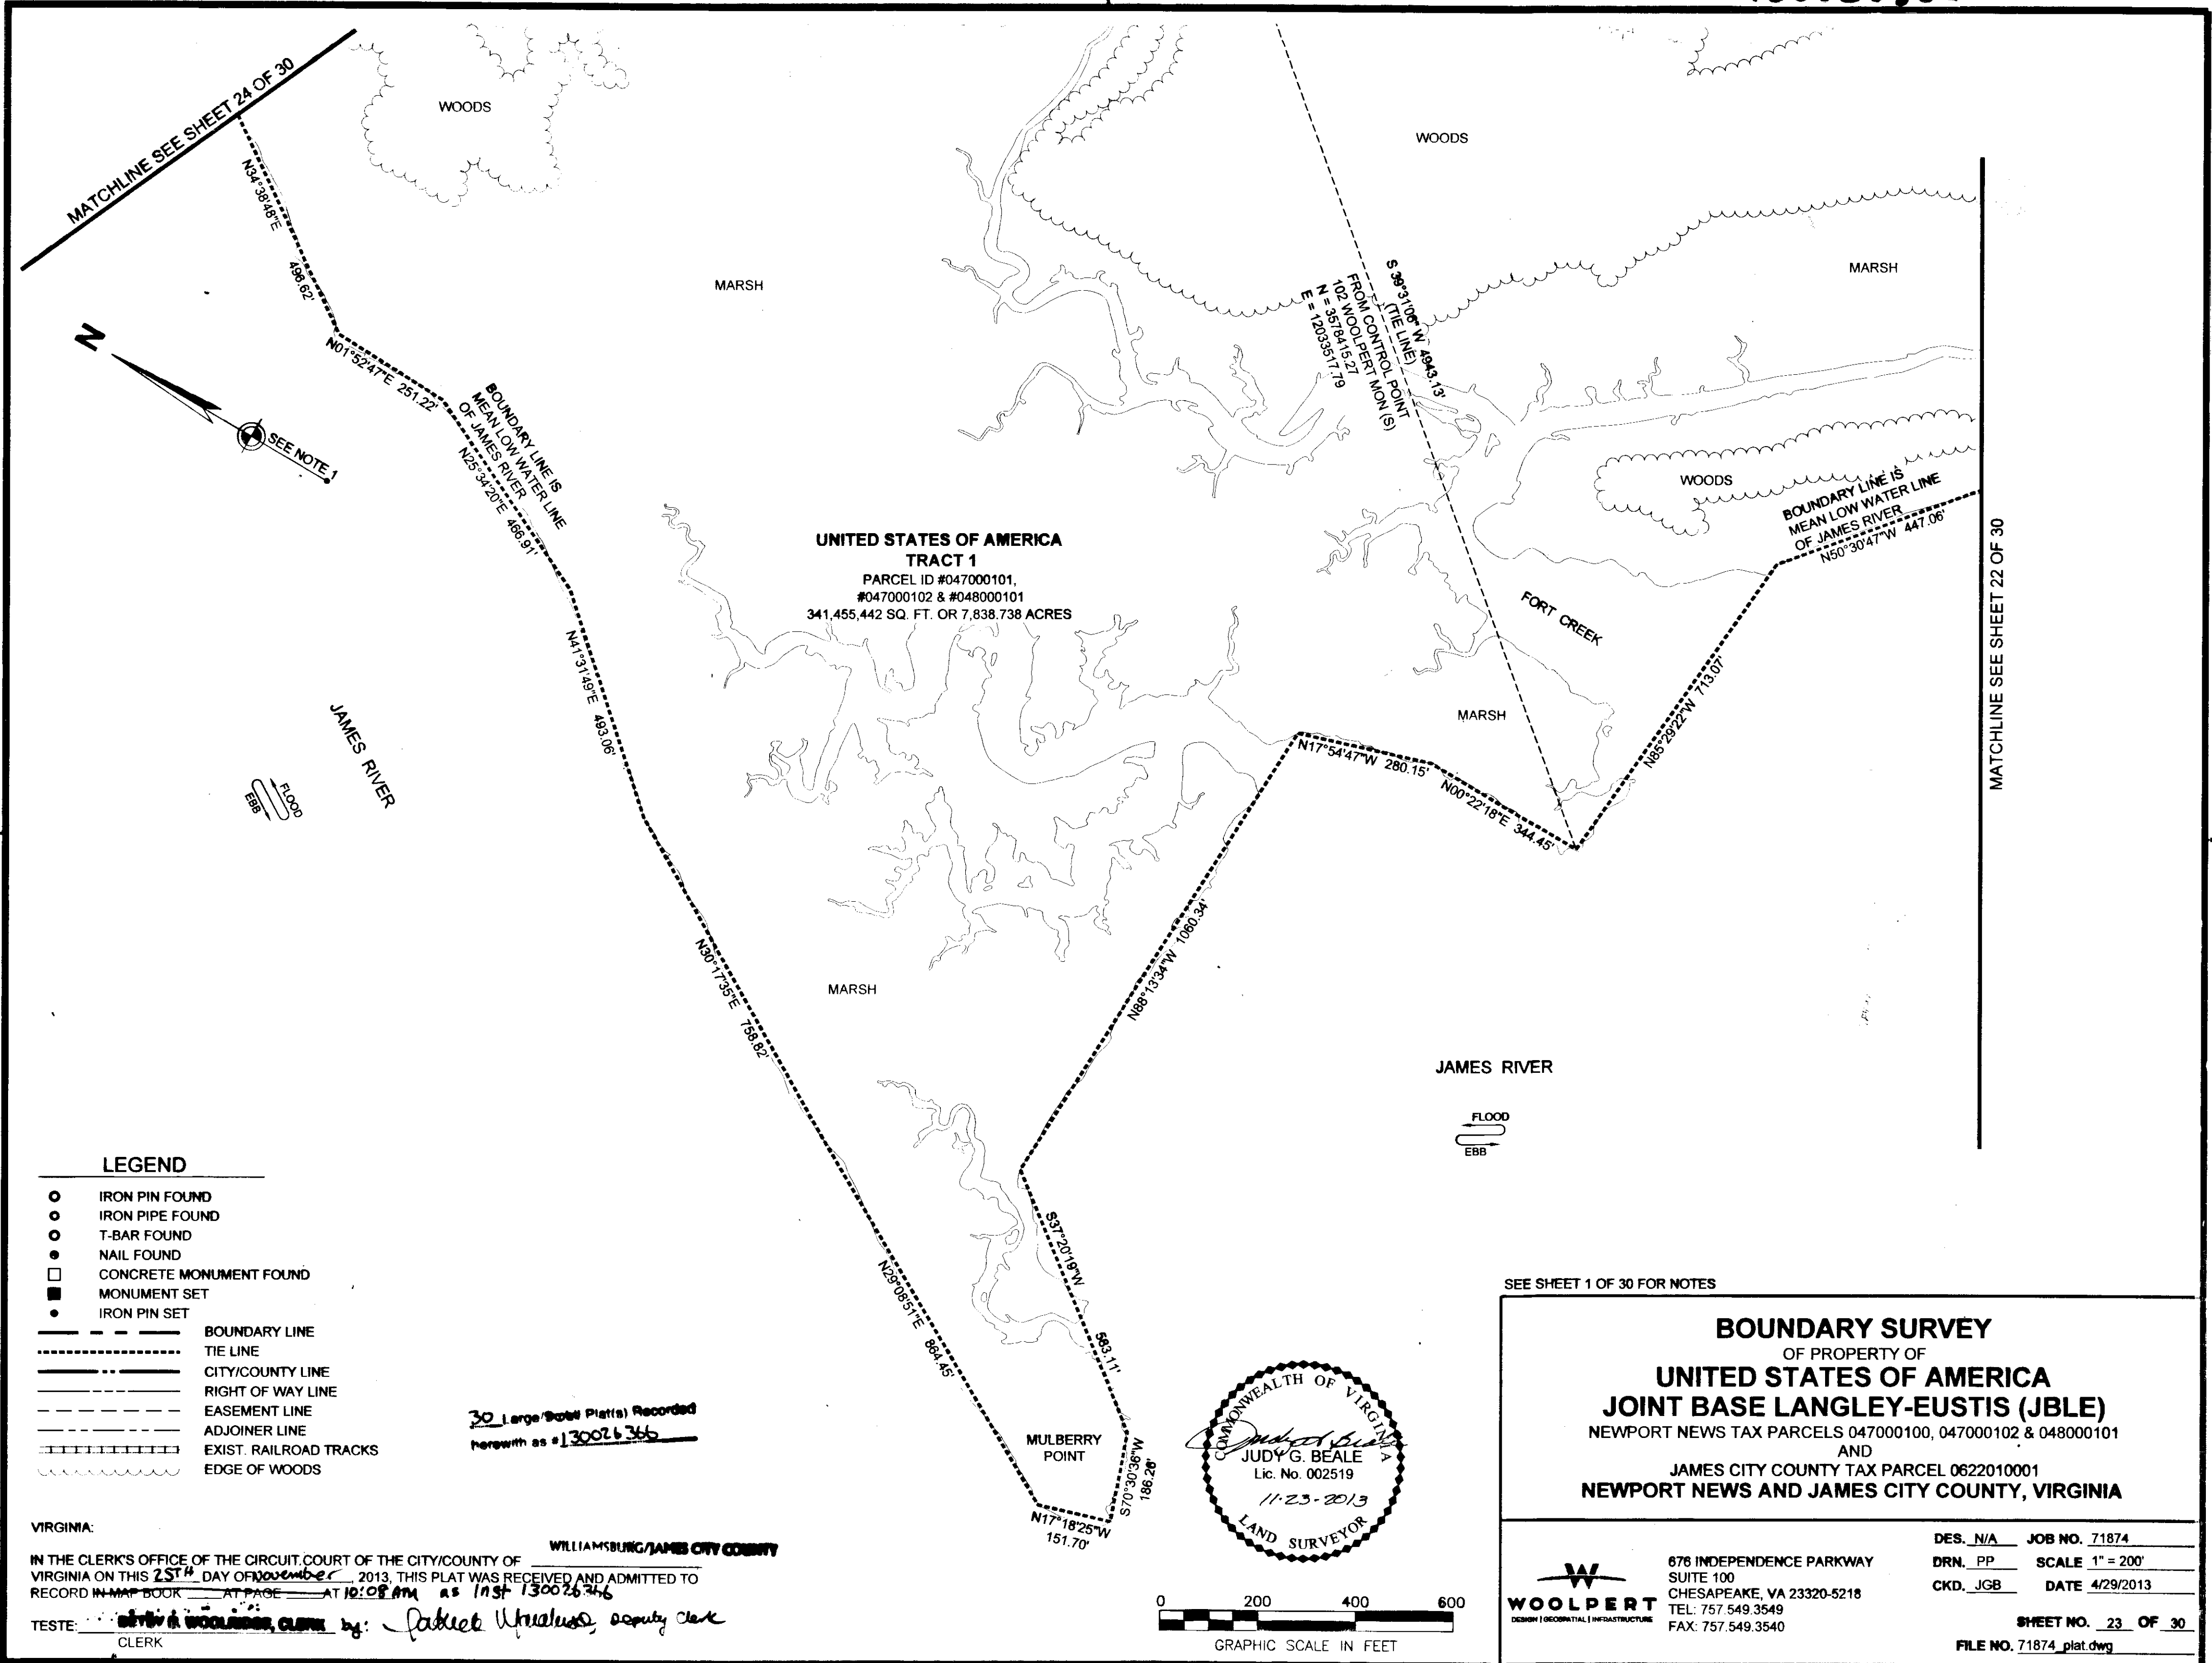 MATCHLINE SEE SHEET 24 OF 30
WOODS
WOODS
N34°38'48"E
496.62'
MARSH
MARSH
S 39°31'06" W 4943.13'
(TIE LINE)
FROM CONTROL POINT
102 WOOLPERT MON (S)
N = 3578415.27
E = 12033517.79
N
SEE NOTE 1
N01°52'47"E 251.22'
BOUNDARY LINE IS
MEAN LOW WATER LINE
OF JAMES RIVER
N25°34'20"E 466.91'
WOODS
BOUNDARY LINE IS
MEAN LOW WATER LINE
OF JAMES RIVER
N50°30'47"W 447.06'
MATCHLINE SEE SHEET 22 OF 30
UNITED STATES OF AMERICA
TRACT 1
PARCEL ID #047000101,
#047000102 & #048000101
341,455,442 SQ. FT. OR 7,838.738 ACRES
FORT CREEK
N41°31'49"E 493.06'
JAMES RIVER
FLOOD
EBB
MARSH
N85°29'22"W 713.07'
N17°54'47"W 280.15'
N00°22'18"E 344.45'
N88°13'34"W 1060.34'
N30°17'35"E 758.82'
MARSH
JAMES RIVER
FLOOD
EBB
S37°20'19"W
583.11'
N29°08'51"E 864.45'
MULBERRY
POINT
S70°30'36"W
186.26'
N17°18'25"W
151.70'
LEGEND
IRON PIN FOUND
IRON PIPE FOUND
T-BAR FOUND
NAIL FOUND
CONCRETE MONUMENT FOUND
MONUMENT SET
IRON PIN SET
BOUNDARY LINE
TIE LINE
CITY/COUNTY LINE
RIGHT OF WAY LINE
EASEMENT LINE
ADJOINER LINE
EXIST. RAILROAD TRACKS
EDGE OF WOODS
30 Large/Small Plat(s) Recorded
herewith as #130026366
COMMONWEALTH OF VIRGINIA
JUDY G. BEALE
Lic. No. 002519
11-23-2013
LAND SURVEYOR
VIRGINIA:
IN THE CLERK'S OFFICE OF THE CIRCUIT COURT OF THE CITY/COUNTY OF WILLIAMSBURG/JAMES CITY COUNTY
VIRGINIA ON THIS 25TH DAY OF November, 2013, THIS PLAT WAS RECEIVED AND ADMITTED TO
RECORD IN MAP BOOK AT PAGE AT 10:08 AM as Inst 130026366
TESTE: WOOLRIDGE, CLERK by: deputy clerk
CLERK
0 200 400 600
GRAPHIC SCALE IN FEET
SEE SHEET 1 OF 30 FOR NOTES
BOUNDARY SURVEY
OF PROPERTY OF
UNITED STATES OF AMERICA
JOINT BASE LANGLEY-EUSTIS (JBLE)
NEWPORT NEWS TAX PARCELS 047000100, 047000102 & 048000101
AND
JAMES CITY COUNTY TAX PARCEL 0622010001
NEWPORT NEWS AND JAMES CITY COUNTY, VIRGINIA
WOOLPERT
DESIGN | GEOSPATIAL | INFRASTRUCTURE
676 INDEPENDENCE PARKWAY
SUITE 100
CHESAPEAKE, VA 23320-5218
TEL: 757.549.3549
FAX: 757.549.3540
DES. N/A JOB NO. 71874
DRN. PP SCALE 1" = 200'
CKD. JGB DATE 4/29/2013
SHEET NO. 23 OF 30
FILE NO. 71874_plat.dwg